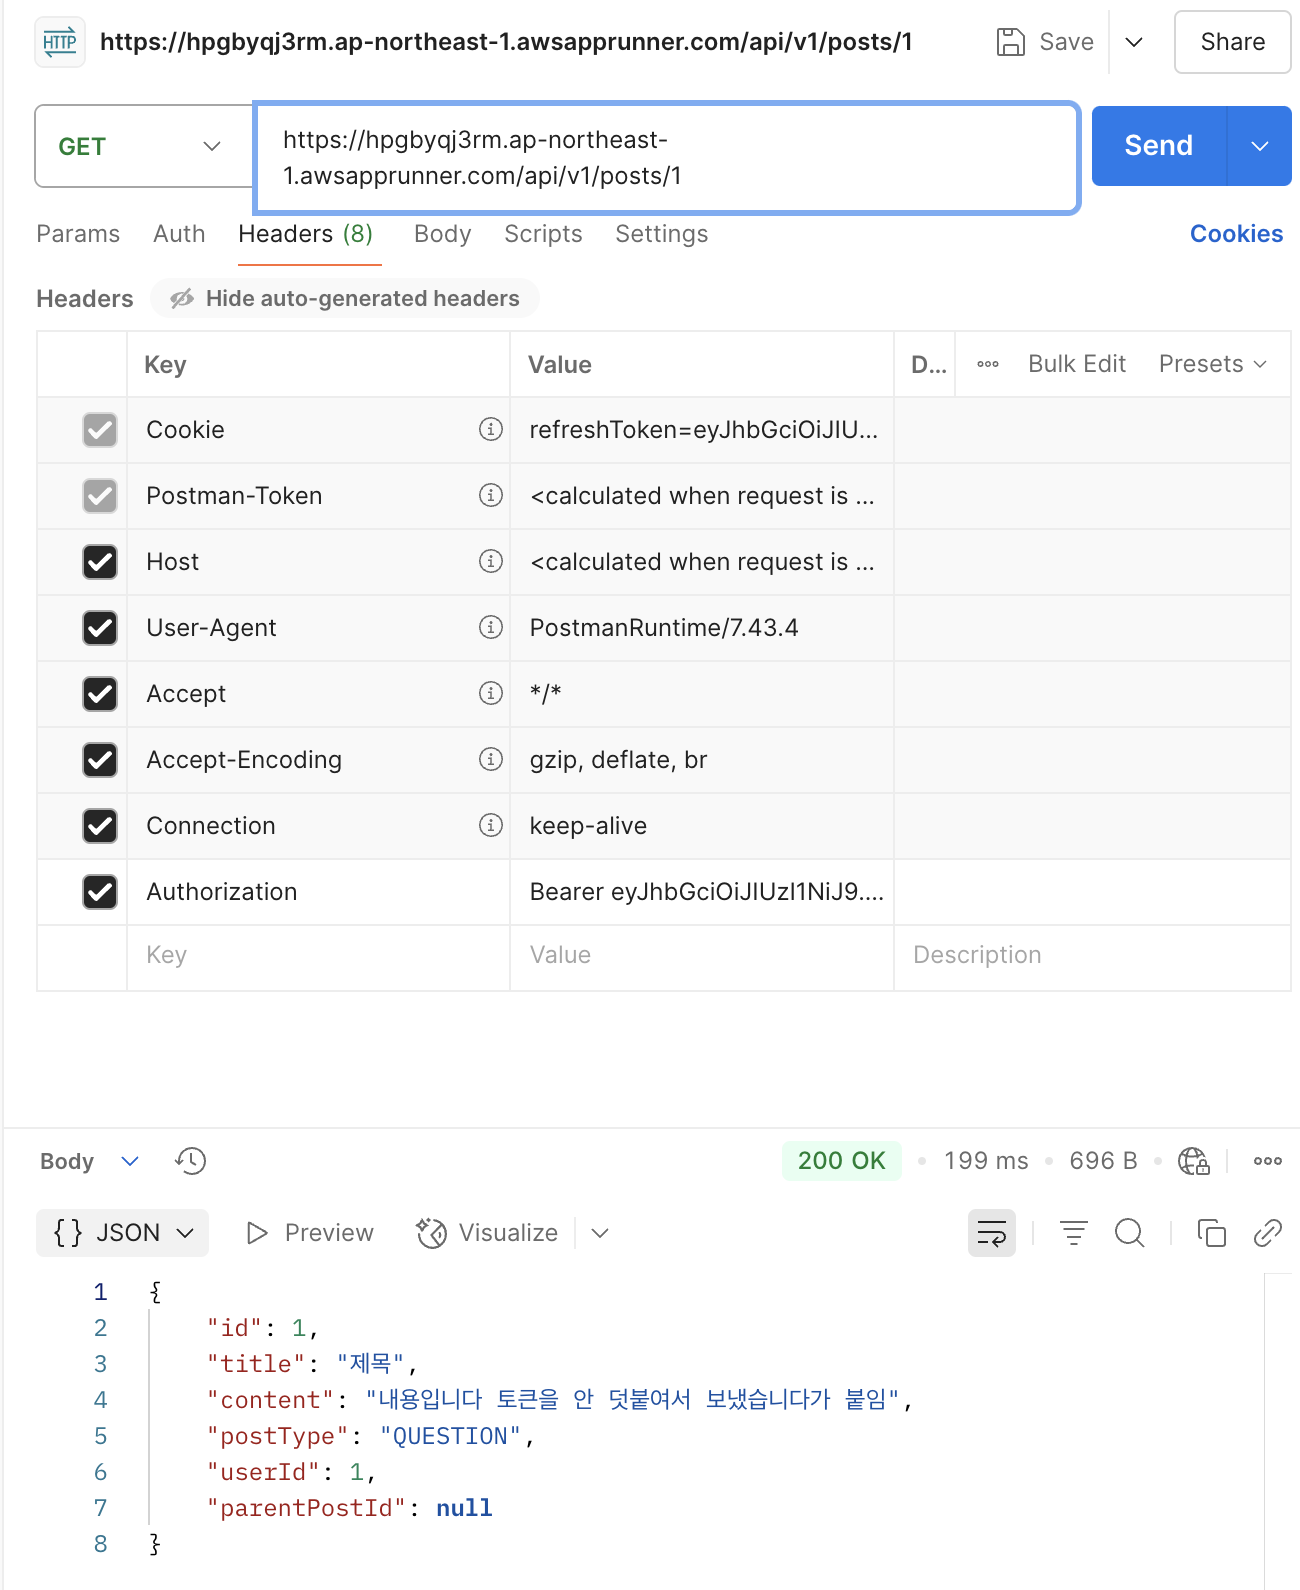 HTTP https://hpgbyqj3rm.ap-northeast-1.awsapprunner.com/api/v1/posts/1 Save Share
GET https://hpgbyqj3rm.ap-northeast-
1.awsapprunner.com/api/v1/posts/1 Send
Params Auth Headers (8) Body Scripts Settings Cookies
Headers Hide auto-generated headers
Key Value D... Bulk Edit Presets
Cookie refreshToken=eyJhbGciOiJIU...
Postman-Token <calculated when request is ...
Host <calculated when request is ...
User-Agent PostmanRuntime/7.43.4
Accept */*
Accept-Encoding gzip, deflate, br
Connection keep-alive
Authorization Bearer eyJhbGciOiJIUzI1NiJ9....
Key Value Description
Body 200 OK 199 ms 696 B
{} JSON Preview Visualize
1 {
2 "id": 1,
3 "title": "제목",
4 "content": "내용입니다 토큰을 안 덧붙여서 보냈습니다가 붙임",
5 "postType": "QUESTION",
6 "userId": 1,
7 "parentPostId": null
8 }